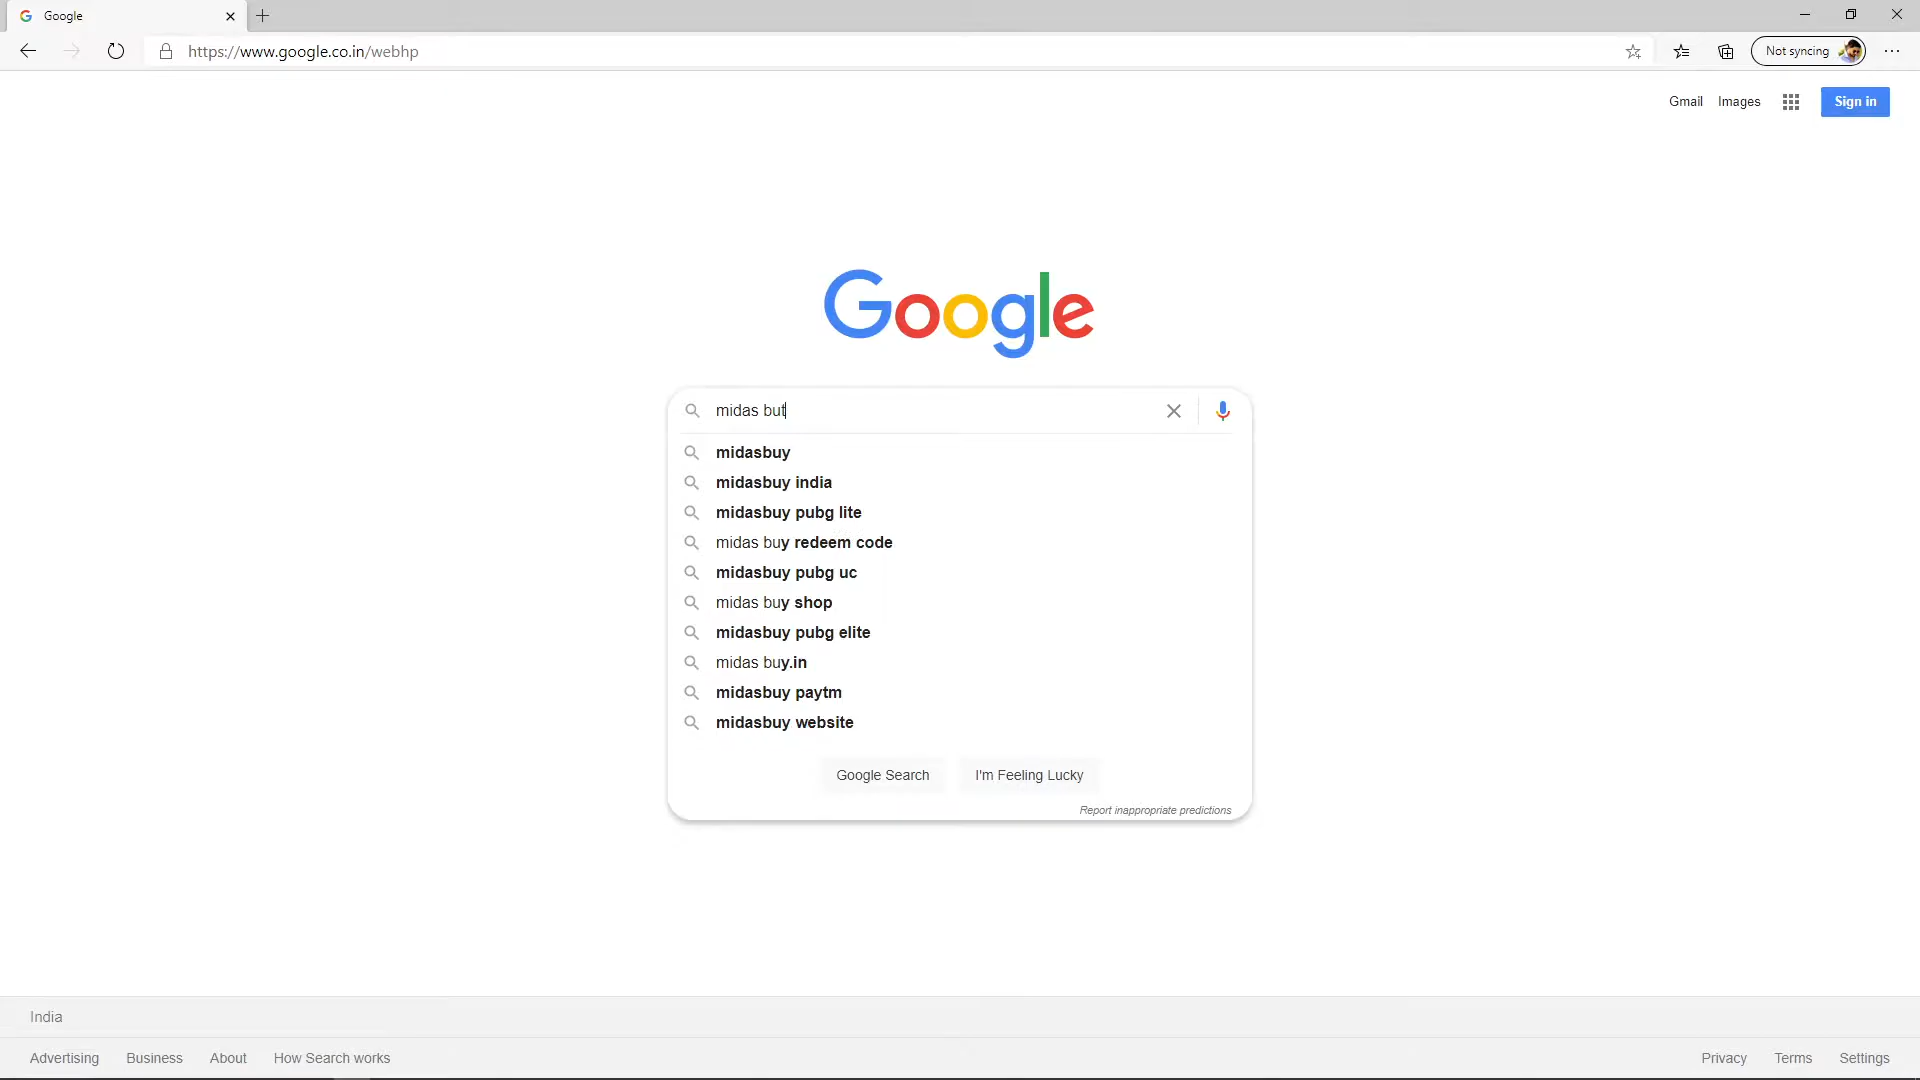 Google
https://www.google.co.in/webhp
Not syncing
Gmail Images Sign in
Google
midas but
midasbuy
midasbuy india
midasbuy pubg lite
midas buy redeem code
midasbuy pubg uc
midas buy shop
midasbuy pubg elite
midas buy.in
midasbuy paytm
midasbuy website
Google Search I'm Feeling Lucky
Report inappropriate predictions
India
Advertising Business About How Search works Privacy Terms Settings